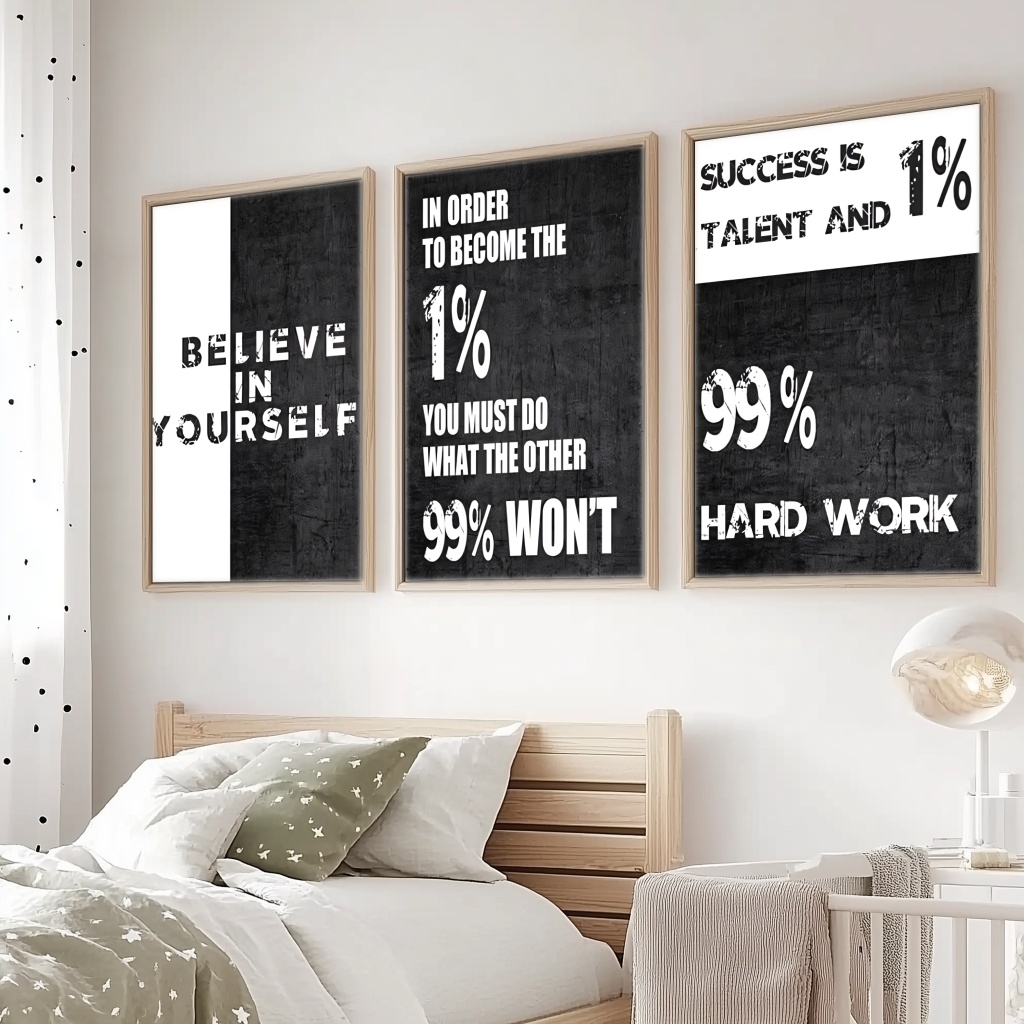 BELIEVE
IN
YOURSELF
IN ORDER
TO BECOME THE
1%
YOU MUST DO
WHAT THE OTHER
99% WON'T
SUCCESS IS
TALENT AND 1%
99%
HARD WORK